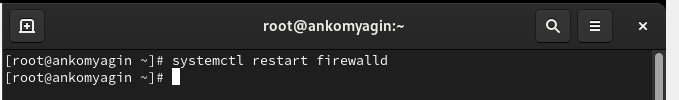 root@ankomyagin:~
[root@ankomyagin ~]# systemctl restart firewalld
[root@ankomyagin ~]#